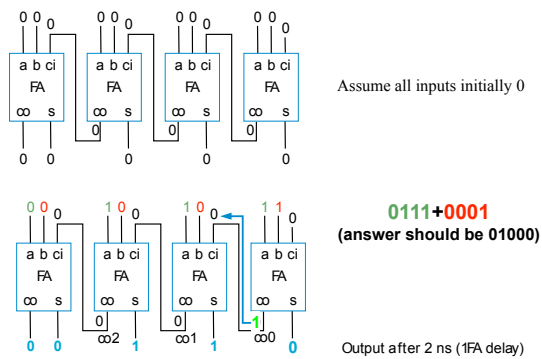 0 0 0 0 0 0 0 0 0 0 0 0
a b ci a b ci a b ci a b ci
FA FA FA FA
co s co s co s co s
0 0 0
0 0 0 0 0
Assume all inputs initially 0
0 0 0 1 0 0 1 0 0 1 1 0
a b ci a b ci a b ci a b ci
FA FA FA FA
co s co s co s co s
1
0 0 co2 1 co1 1 co0 0
0111+0001
(answer should be 01000)
Output after 2 ns (1FA delay)